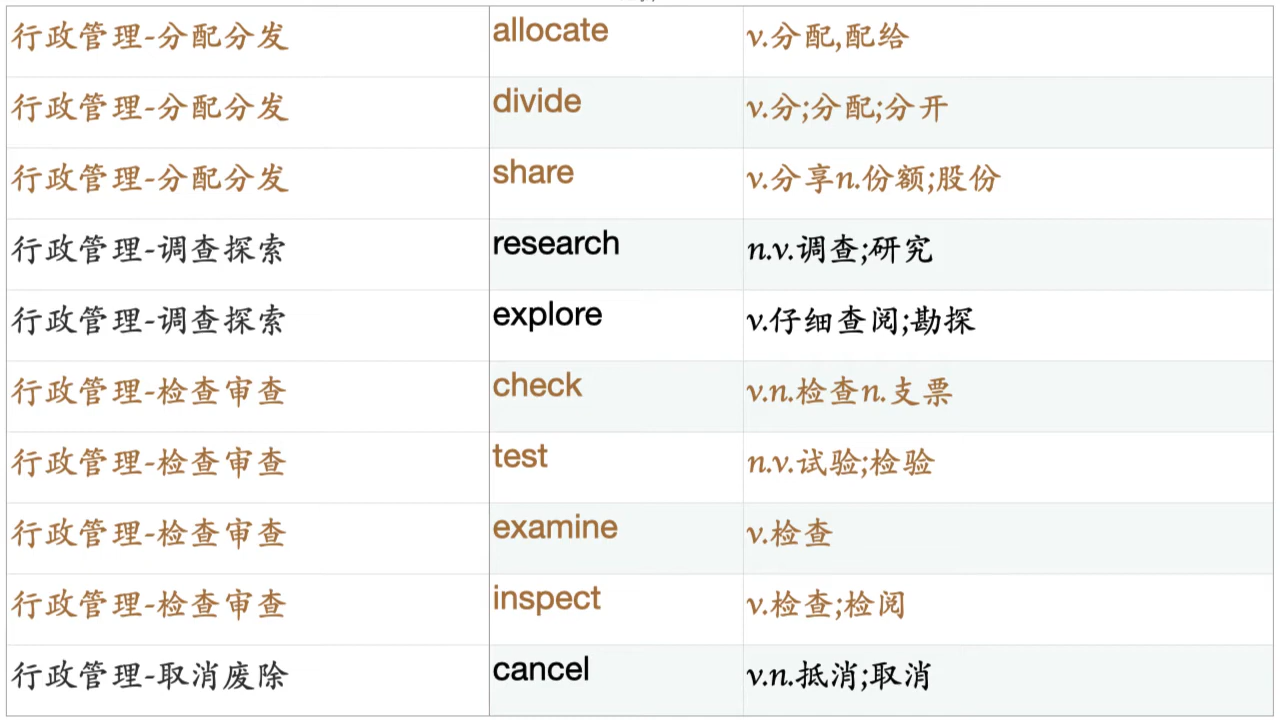 行政管理-分配分发 allocate v.分配,配给
行政管理-分配分发 divide v.分;分配;分开
行政管理-分配分发 share v.分享n.份额;股份
行政管理-调查探索 research n.v.调查;研究
行政管理-调查探索 explore v.仔细查阅;勘探
行政管理-检查审查 check v.n.检查n.支票
行政管理-检查审查 test n.v.试验;检验
行政管理-检查审查 examine v.检查
行政管理-检查审查 inspect v.检查;检阅
行政管理-取消废除 cancel v.n.抵消;取消